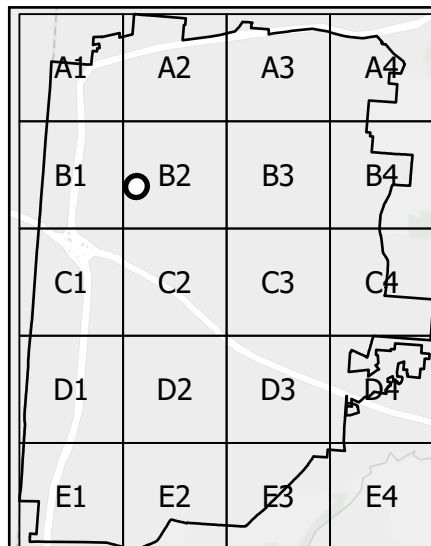 A1 A2 A3 A4
B1 B2 B3 B4
C1 C2 C3 C4
D1 D2 D3 D4
E1 E2 E3 E4